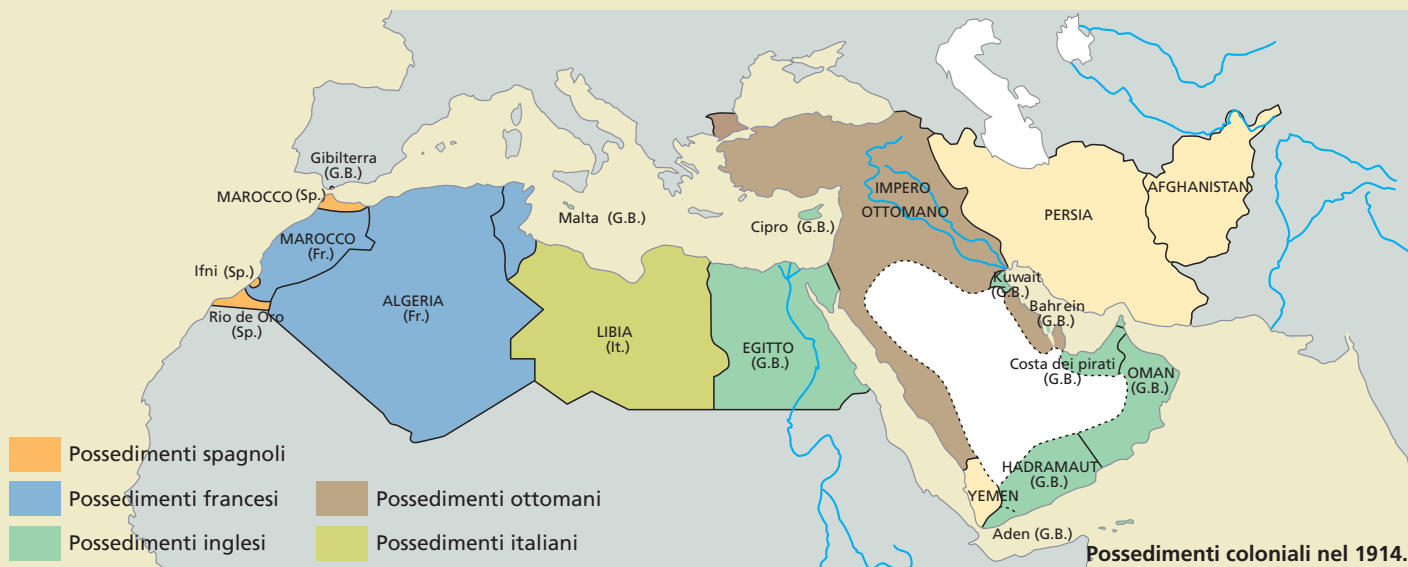 Gibilterra
(G.B.)
MAROCCO (Sp.)
MAROCCO
(Fr.)
Ifni (Sp.)
Rio de Oro
(Sp.)
ALGERIA
(Fr.)
Malta (G.B.)
LIBIA
(It.)
Cipro (G.B.)
EGITTO
(G.B.)
IMPERO
OTTOMANO
PERSIA
AFGHANISTAN
Kuwait
(G.B.)
Bahrein
(G.B.)
Costa dei pirati
(G.B.)
OMAN
(G.B.)
HADRAMAUT
(G.B.)
YEMEN
Aden (G.B.)
Possedimenti spagnoli
Possedimenti francesi
Possedimenti inglesi
Possedimenti ottomani
Possedimenti italiani
Possedimenti coloniali nel 1914.